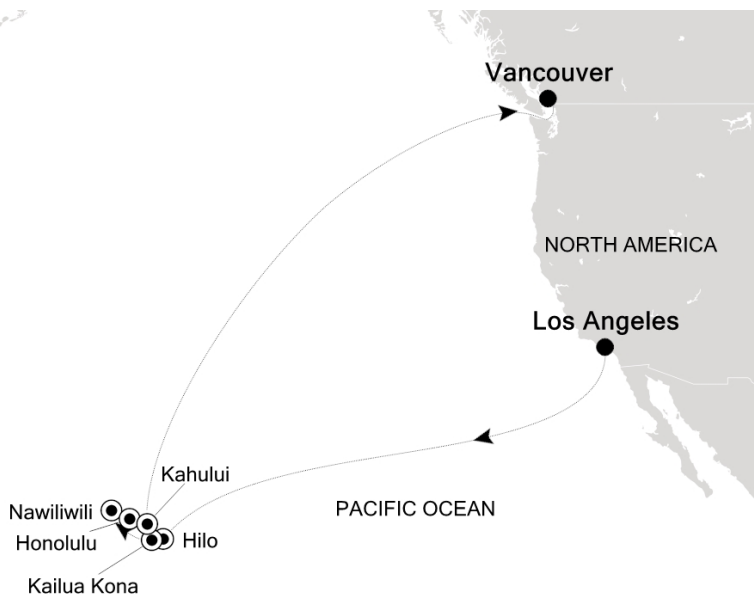 Vancouver
NORTH AMERICA
Los Angeles
Kahului
Nawiliwili
PACIFIC OCEAN
Honolulu
Hilo
Kailua Kona